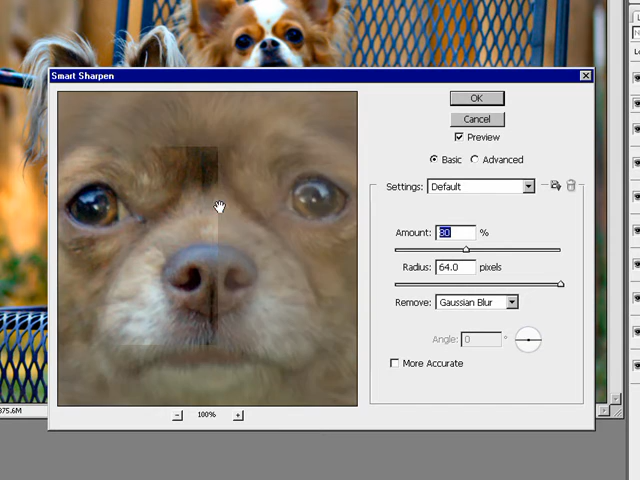 Smart Sharpen
OK
Cancel
Preview
Basic Advanced
Settings: Default
Amount: 80 %
Radius: 64.0 pixels
Remove: Gaussian Blur
Angle: 0 °
More Accurate
100%
375.6M